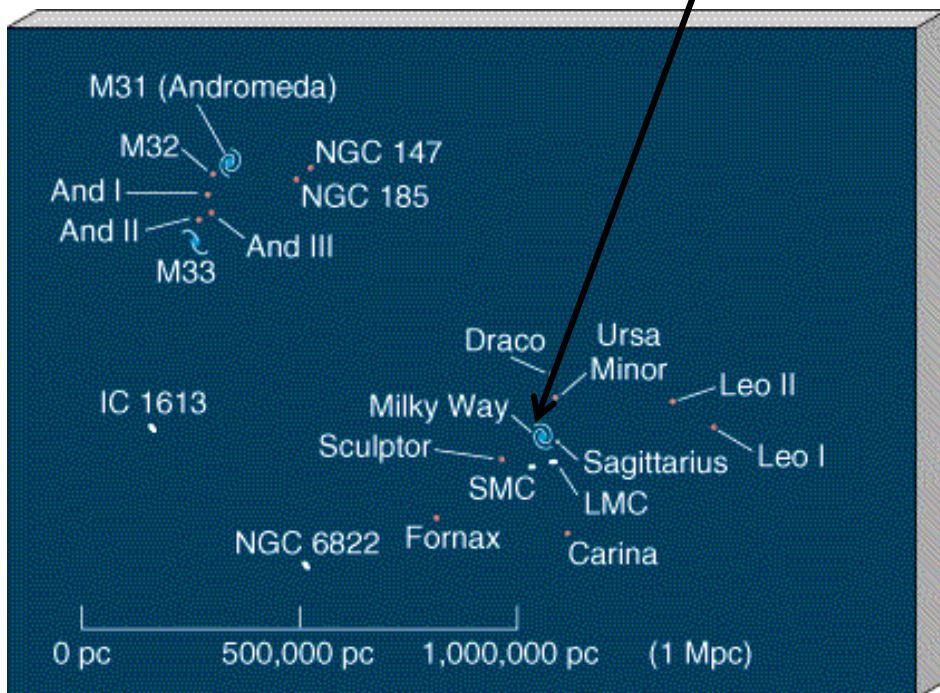 M31 (Andromeda)
M32
NGC 147
And I
NGC 185
And II
And III
M33
Draco
Ursa
Minor
Leo II
IC 1613
Milky Way
Sculptor
Sagittarius
Leo I
SMC
LMC
NGC 6822
Fornax
Carina
0 pc
500,000 pc
1,000,000 pc
(1 Mpc)